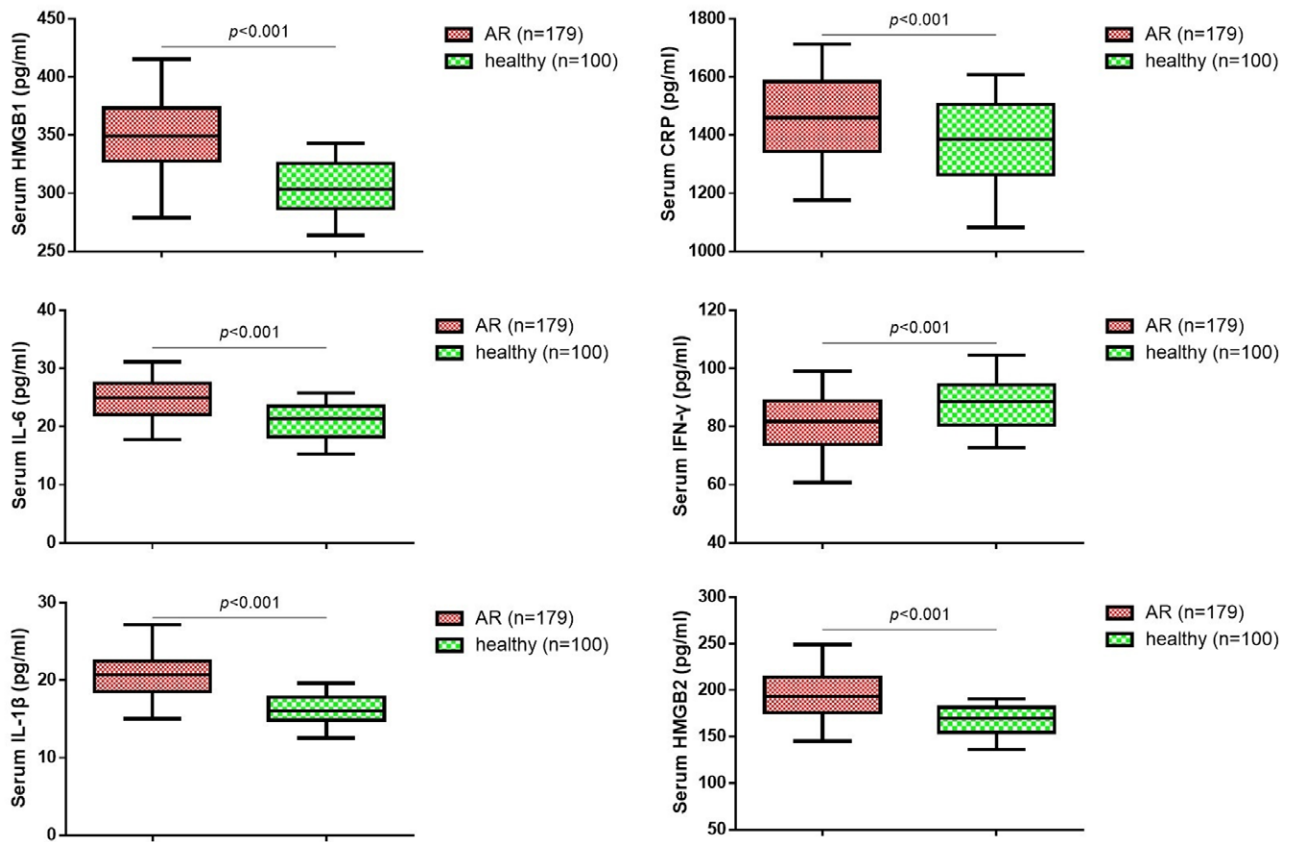 Serum HMGB1 (pg/ml)
450
400
350
300
250
p<0.001
AR (n=179)
healthy (n=100)
Serum CRP (pg/ml)
1800
1600
1400
1200
1000
p<0.001
AR (n=179)
healthy (n=100)
Serum IL-6 (pg/ml)
40
30
20
10
0
p<0.001
AR (n=179)
healthy (n=100)
Serum IFN-γ (pg/ml)
120
100
80
60
40
p<0.001
AR (n=179)
healthy (n=100)
Serum IL-1β (pg/ml)
30
20
10
0
p<0.001
AR (n=179)
healthy (n=100)
Serum HMGB2 (pg/ml)
300
250
200
150
100
50
p<0.001
AR (n=179)
healthy (n=100)